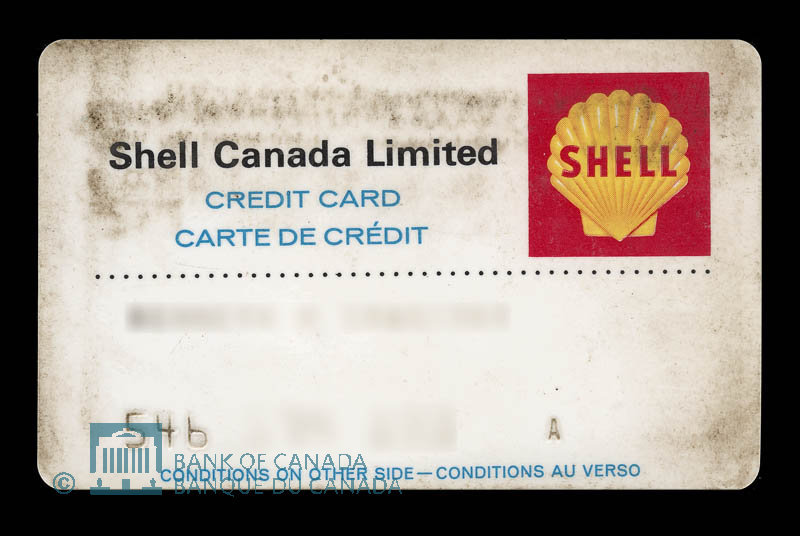 Shell Canada Limited
SHELL
CREDIT CARD
CARTE DE CRÉDIT
546
A
BANK OF CANADA
CONDITIONS ON OTHER SIDE—CONDITIONS AU VERSO
© BANQUE DU CANADA